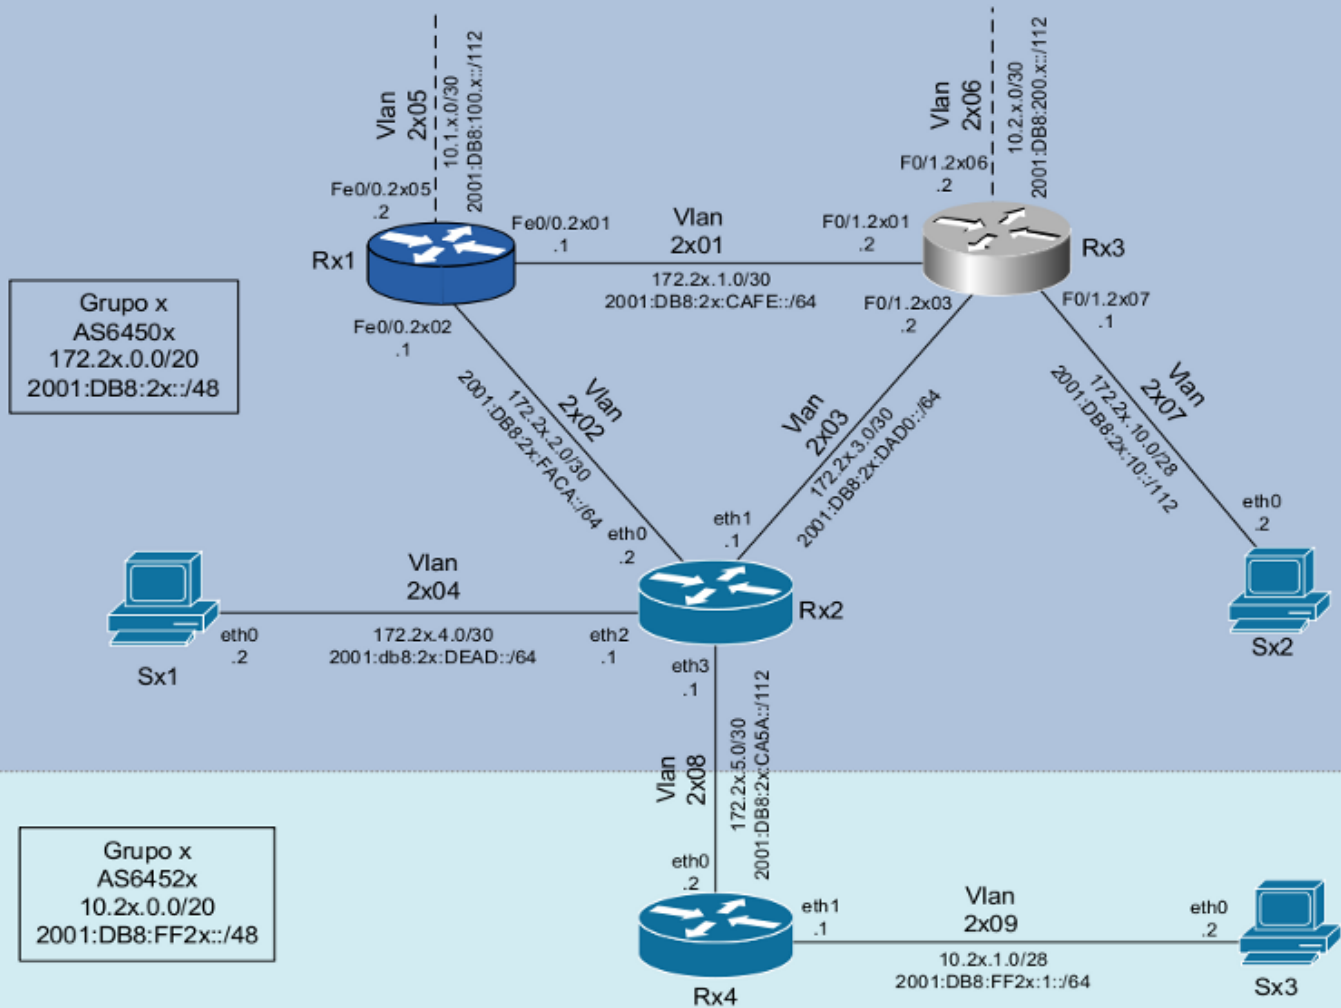 Vlan
2x05
10.1.x.0/30
2001:DB8:100.x::/112
Vlan
2x06
10.2.x.0/30
2001:DB8:200.x::/112
Fe0/0.2x05
.2
F0/1.2x06
.2
Fe0/0.2x01
.1
Vlan
2x01
F0/1.2x01
.2
Rx1
Rx3
172.2x.1.0/30
2001:DB8:2x:CAFE::/64
Fe0/0.2x02
.1
F0/1.2x03
.2
F0/1.2x07
.1
Grupo x
AS6450x
172.2x.0.0/20
2001:DB8:2x::/48
Vlan
2x02
172.2x.2.0/30
2001:DB8:2x:FACA::/64
Vlan
2x03
172.2x.3.0/30
2001:DB8:2x:DAD0::/64
Vlan
2x07
172.2x.10.0/28
2001:DB8:2x:10::/112
eth0
.2
eth1
.1
eth0
.2
Vlan
2x04
Rx2
172.2x.4.0/30
2001:db8:2x:DEAD::/64
eth0
.2
eth2
.1
Sx1
Sx2
eth3
.1
Vlan
2x08
172.2x.5.0/30
2001:DB8:2x:CA5A::/112
Grupo x
AS6452x
10.2x.0.0/20
2001:DB8:FF2x::/48
eth0
.2
eth1
.1
Vlan
2x09
eth0
.2
10.2x.1.0/28
2001:DB8:FF2x:1::/64
Rx4
Sx3